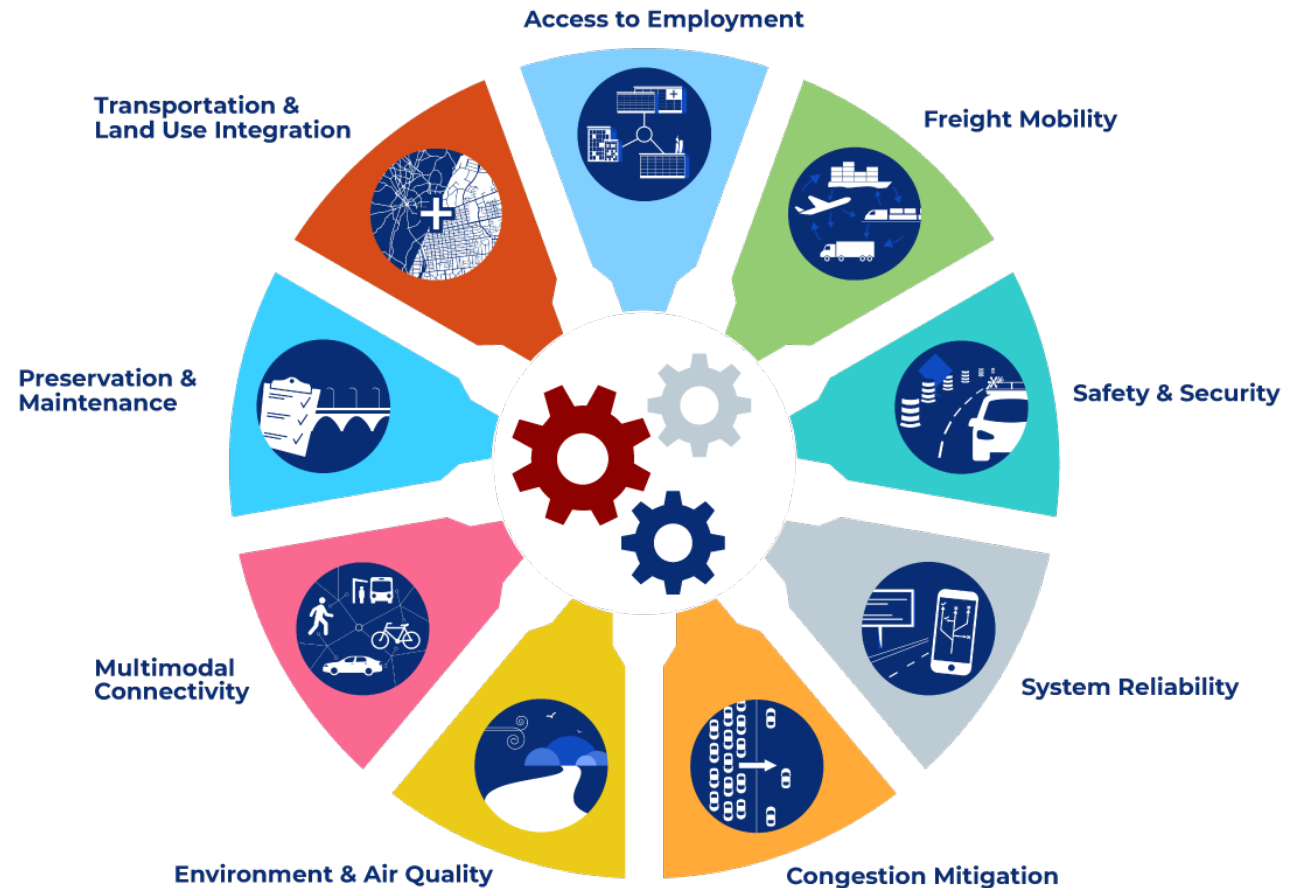 Access to Employment
Freight Mobility
Safety & Security
System Reliability
Congestion Mitigation
Environment & Air Quality
Multimodal
Connectivity
Preservation &
Maintenance
Transportation &
Land Use Integration